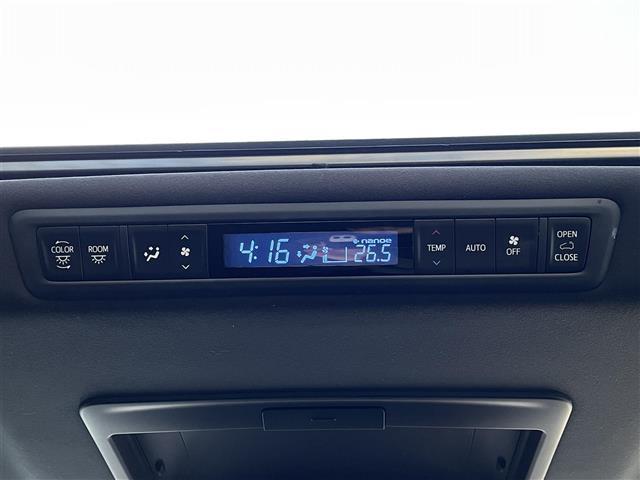 COLOR
ROOM
4:16
nanoe
26.5
TEMP
AUTO
OFF
OPEN
CLOSE